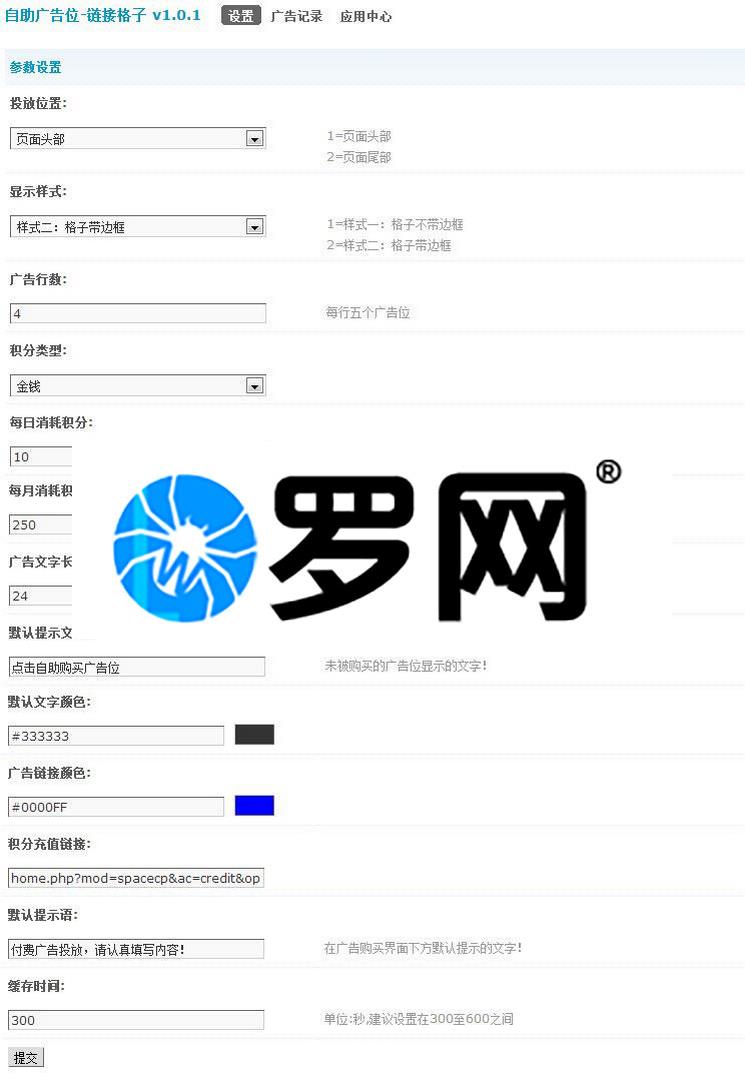 自助广告位-链接格子 v1.0.1 设置 广告记录 应用中心
参数设置
投放位置:
页面头部 1=页面头部
2=页面尾部
显示样式:
样式二：格子带边框 1=样式一：格子不带边框
2=样式二：格子带边框
广告行数:
4 每行五个广告位
积分类型:
金钱
每日消耗积分:
10
每月消耗积
250
广告文字长
24
罗网®
默认提示文
点击自助购买广告位 未被购买的广告位显示的文字!
默认文字颜色:
#333333
广告链接颜色:
#0000FF
积分充值链接:
home.php?mod=spacecp&ac=credit&op
默认提示语:
付费广告投放，请认真填写内容! 在广告购买界面下方默认提示的文字!
缓存时间:
300 单位:秒,建议设置在300至600之间
提交